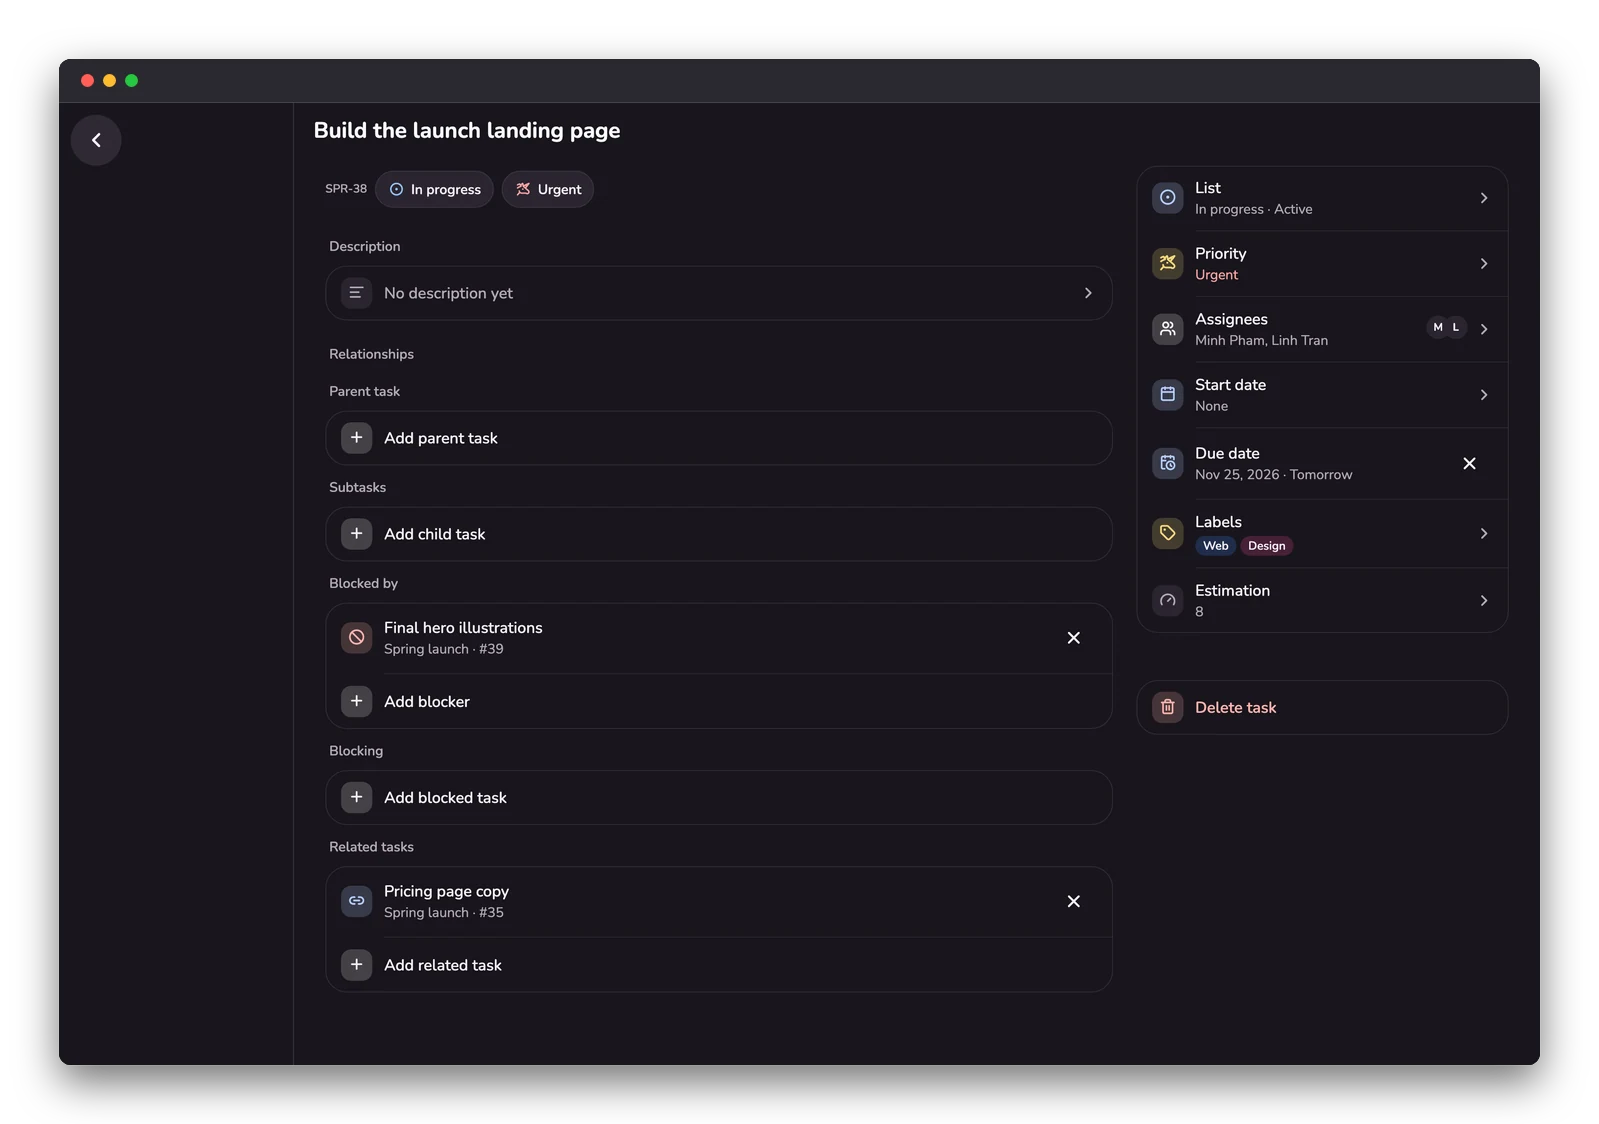 Build the launch landing page
SPR-38
In progress
Urgent
Description
No description yet
Relationships
Parent task
Add parent task
Subtasks
Add child task
Blocked by
Final hero illustrations
Spring launch · #39
Add blocker
Blocking
Add blocked task
Related tasks
Pricing page copy
Spring launch · #35
Add related task
List
In progress · Active
Priority
Urgent
Assignees
Minh Pham, Linh Tran
M L
Start date
None
Due date
Nov 25, 2026 · Tomorrow
Labels
Web Design
Estimation
8
Delete task